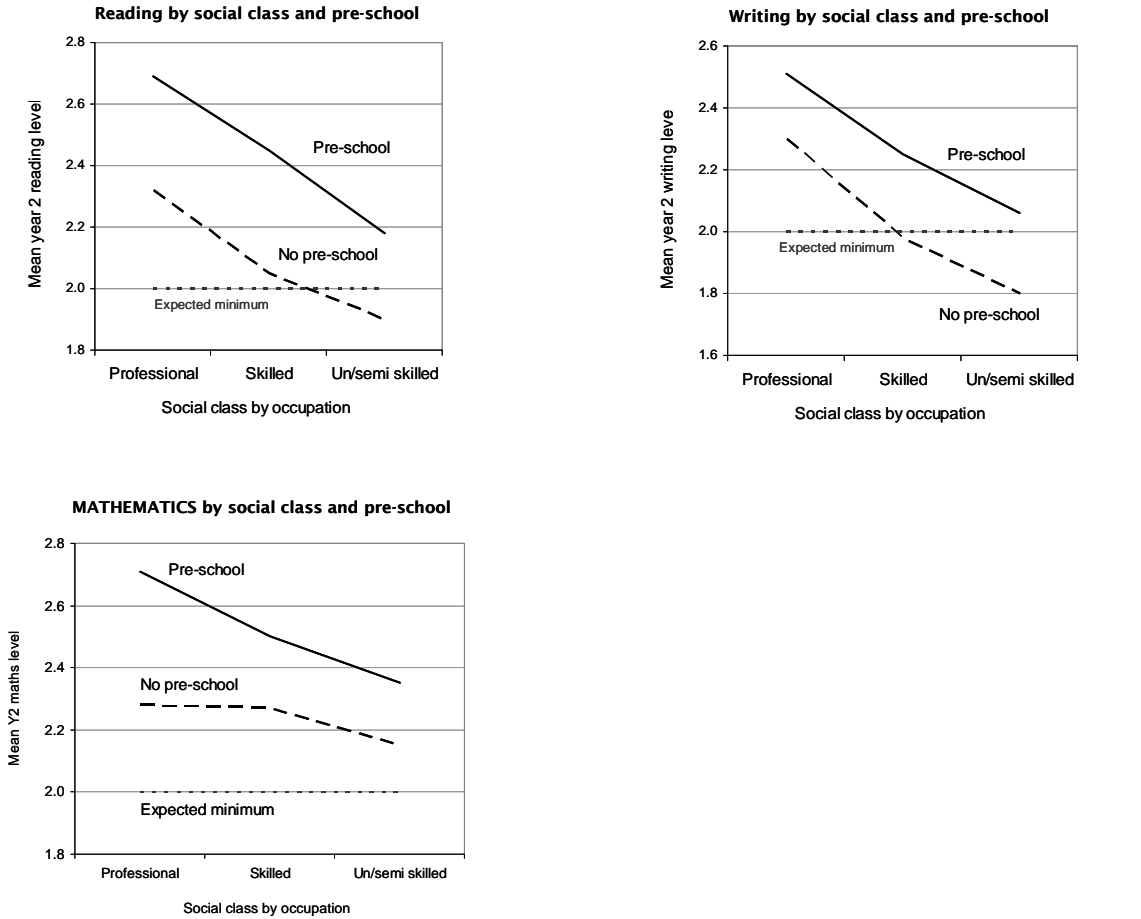 Reading by social class and pre-school
2.8
2.6
2.4
2.2
2.0
1.8
Mean year 2 reading level
Pre-school
No pre-school
Expected minimum
Professional Skilled Un/semi skilled
Social class by occupation
Writing by social class and pre-school
2.6
2.4
2.2
2.0
1.8
1.6
Mean year 2 writing leve
Pre-school
Expected minimum
No pre-school
Professional Skilled Un/semi skilled
Social class by occupation
MATHEMATICS by social class and pre-school
2.8
2.6
2.4
2.2
2.0
1.8
Mean Y2 maths level
Pre-school
No pre-school
Expected minimum
Professional Skilled Un/semi skilled
Social class by occupation